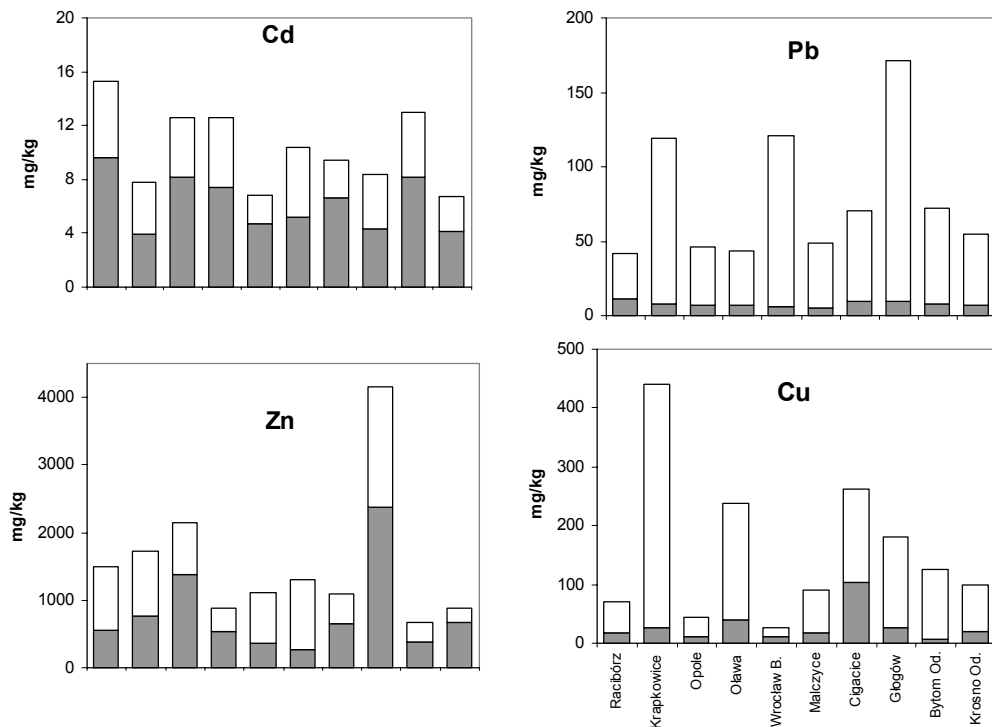 Cd
20
16
12
8
4
0
mg/kg
Pb
200
150
100
50
0
mg/kg
Zn
4000
3000
2000
1000
0
mg/kg
Cu
500
400
300
200
100
0
mg/kg
Racibórz
Krapkowice
Opole
Oława
Wrocław B.
Malczyce
Cigacice
Głogów
Bytom Od.
Krosno Od.